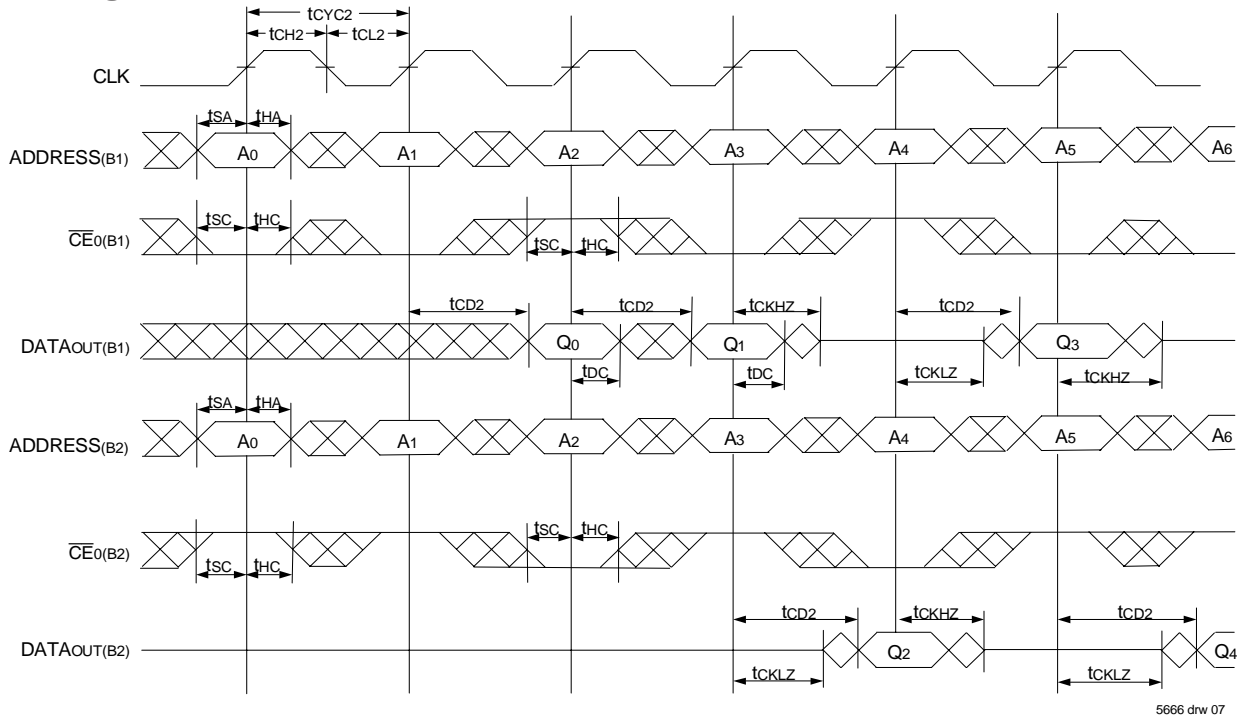 tCYC2
tCH2 tCL2
CLK
tSA tHA
ADDRESS(B1) A0 A1 A2 A3 A4 A5 A6
tSC tHC
CE0(B1)
tSC tHC
tCD2 tCD2 tCKHZ tCD2
DATAOUT(B1) Q0 Q1 Q3
tDC tDC tCKLZ tCKHZ
tSA tHA
ADDRESS(B2) A0 A1 A2 A3 A4 A5 A6
tSC tHC
CE0(B2)
tSC tHC
tCD2 tCKHZ tCD2
DATAOUT(B2) Q2 Q4
tCKLZ tCKLZ
5666 drw 07